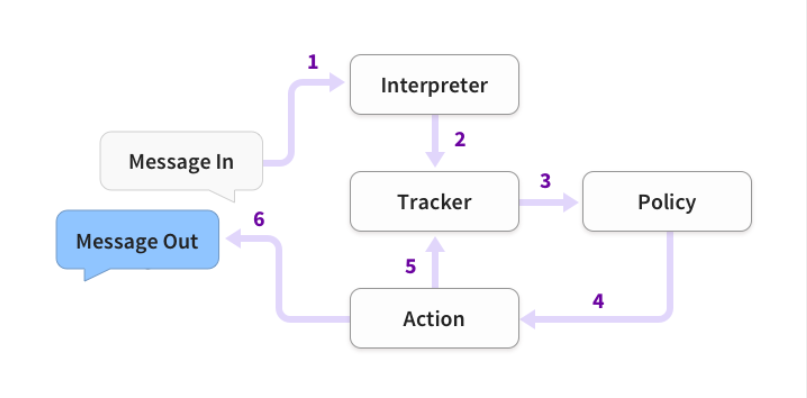 1
Interpreter
2
Message In
3
Tracker
Policy
6
Message Out
5
4
Action